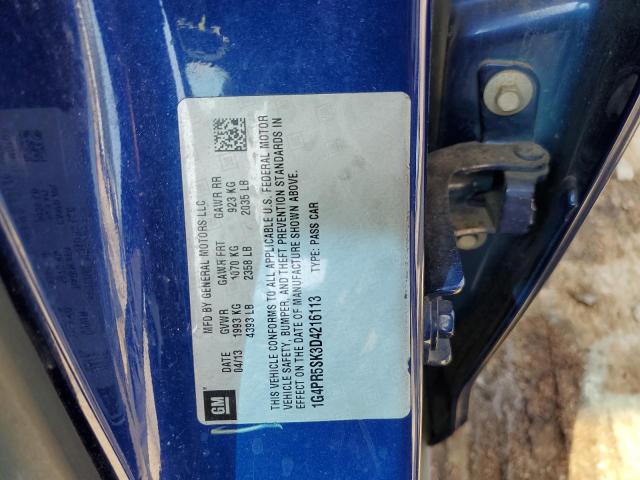 GM
MFD BY GENERAL MOTORS LLC
DATE GVWR GAWR FRT GAWR RR
04/13 1993 KG 1070 KG 923 KG
4393 LB 2358 LB 2035 LB
THIS VEHICLE CONFORMS TO ALL APPLICABLE U.S. FEDERAL MOTOR
VEHICLE SAFETY, BUMPER, AND THEFT PREVENTION STANDARDS IN
EFFECT ON THE DATE OF MANUFACTURE SHOWN ABOVE.
1G4PR5SK3D4216113 TYPE: PASS CAR